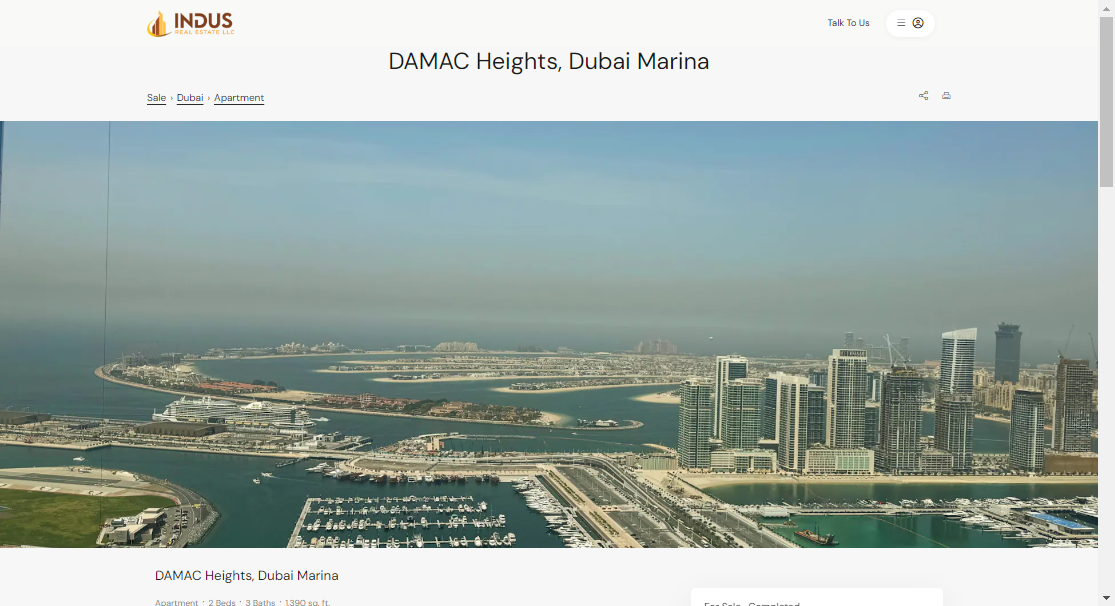 INDUS
REAL ESTATE LLC
Talk To Us
DAMAC Heights, Dubai Marina
Sale › Dubai › Apartment
DAMAC Heights, Dubai Marina
Apartment · 2 Beds · 3 Baths · 1,390 sq. ft.
For Sale, Completed